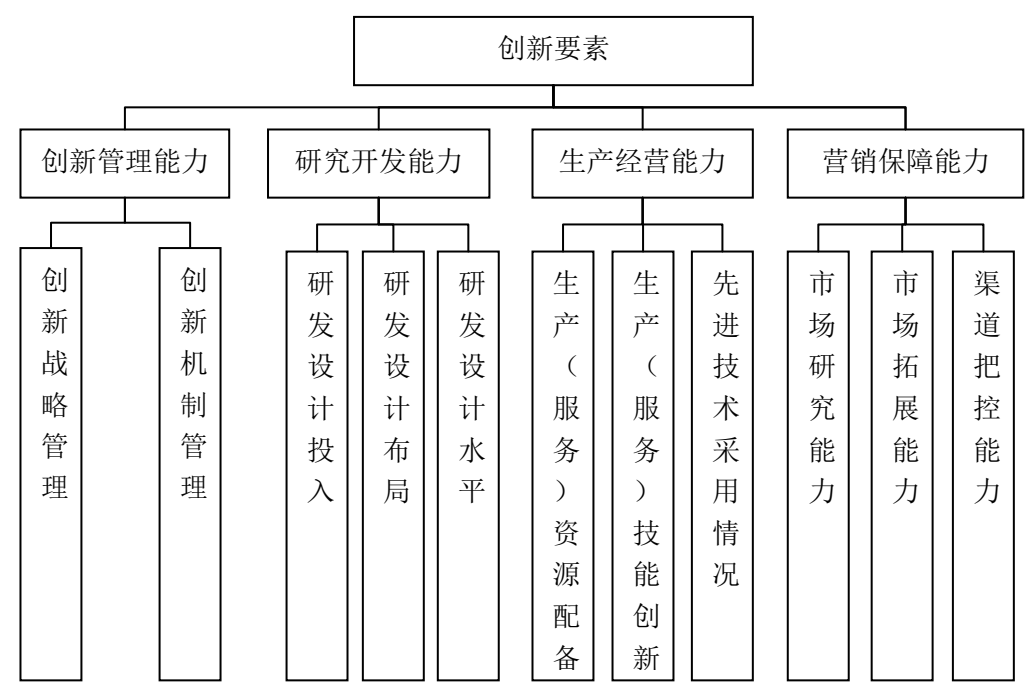 创新要素
创新管理能力
研究开发能力
生产经营能力
营销保障能力
创新战略管理
创新机制管理
研发设计投入
研发设计布局
研发设计水平
生产（服务）资源配备
生产（服务）技能创新
先进技术采用情况
市场研究能力
市场拓展能力
渠道把控能力